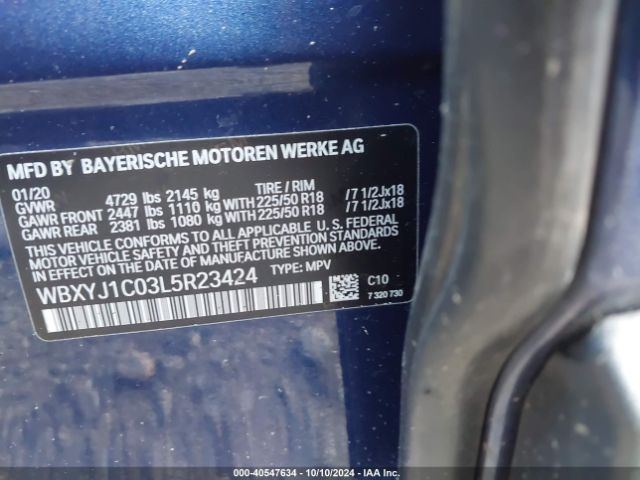 MFD BY BAYERISCHE MOTOREN WERKE AG
01/20 TIRE / RIM
GVWR 4729 lbs 2145 kg
GAWR FRONT 2447 lbs 1110 kg WITH 225/50 R18 /7 1/2Jx18
GAWR REAR 2381 lbs 1080 kg WITH 225/50 R18 /7 1/2Jx18
THIS VEHICLE CONFORMS TO ALL APPLICABLE U. S. FEDERAL
MOTOR VEHICLE SAFETY AND THEFT PREVENTION STANDARDS
IN EFFECT ON THE DATE OF MANUFACTURE SHOWN ABOVE.
WBXYJ1C03L5R23424 TYPE: MPV
C10
7 320 730
000-40547634 | 10/10/2024 | IAA Inc.